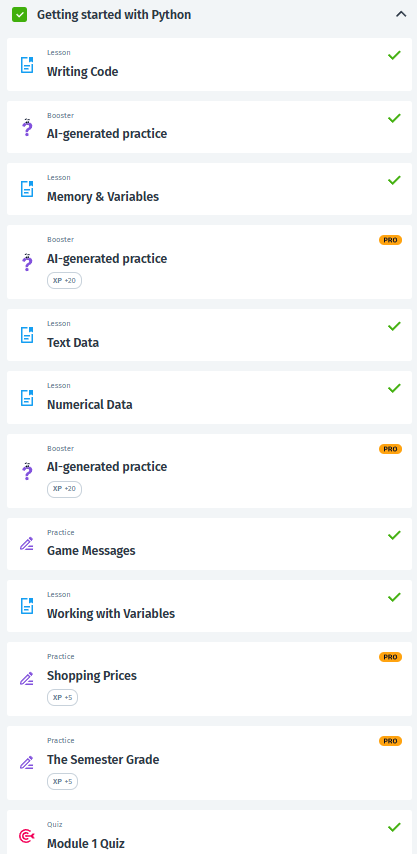 Getting started with Python
Lesson
Writing Code
Booster
AI-generated practice
Lesson
Memory & Variables
Booster
PRO
AI-generated practice
XP +20
Lesson
Text Data
Lesson
Numerical Data
Booster
PRO
AI-generated practice
XP +20
Practice
Game Messages
Lesson
Working with Variables
Practice
PRO
Shopping Prices
XP +5
Practice
PRO
The Semester Grade
XP +5
Quiz
Module 1 Quiz